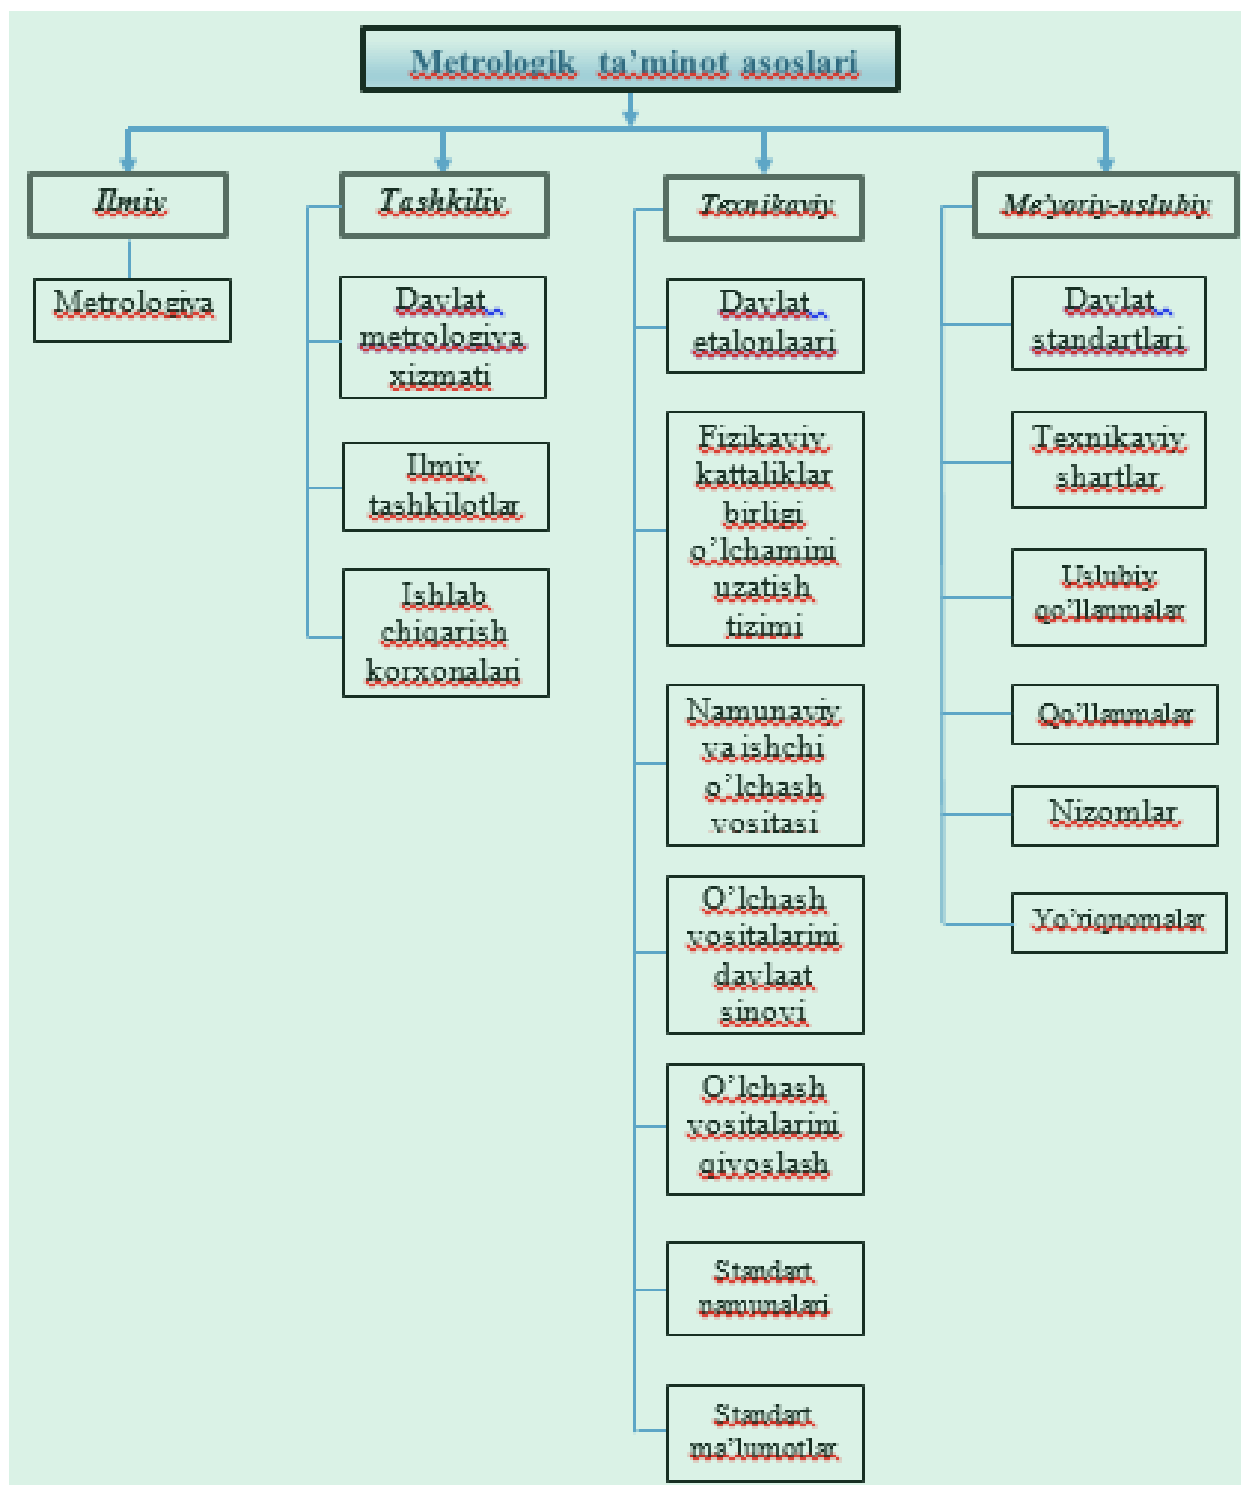 Metrologik ta'minot asoslari
Ilmiy
Metrologiya
Tashkiliy
Davlat
metrologiya
xizmati
Ilmiy
tashkilotlar
Ishlab
chiqarish
korxonalari
Texnikaviy
Davlat
etalonlaari
Fizikaviy
kattaliklar
birligi
o'lchamini
uzatish
tizimi
Namunaviy
va ishchi
o'lchash
vositasi
O'lchash
vositalarini
davlaat
sinovi
O'lchash
vositalarini
qiyoslash
Standart
namunalari
Standart
ma'lumotlar
Me'yoriy-uslubiy
Davlat
standartlari
Texnikaviy
shartlar
Uslubiy
qo'llanmalar
Qo'llanmalar
Nizomlar
Yo'riqnomalar